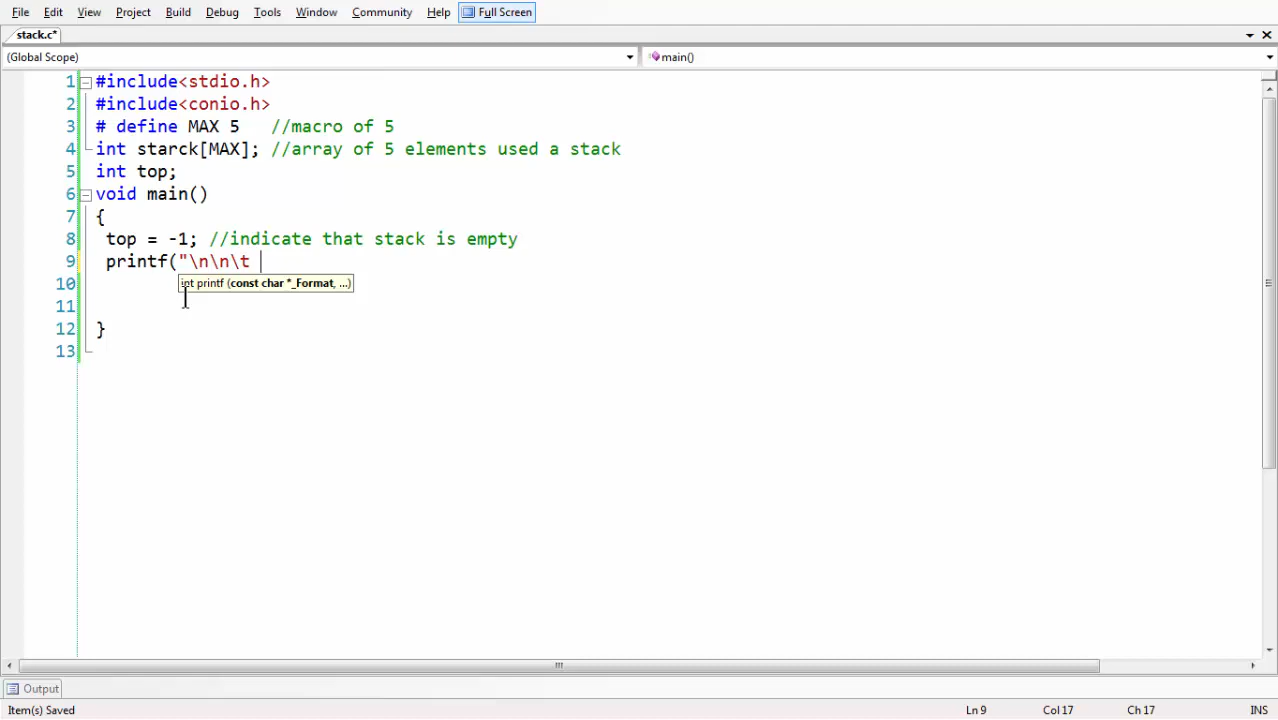 File Edit View Project Build Debug Tools Window Community Help Full Screen
stack.c*
(Global Scope) main()
1 #include<stdio.h>
2 #include<conio.h>
3 # define MAX 5 //macro of 5
4 int starck[MAX]; //array of 5 elements used a stack
5 int top;
6 void main()
7 {
8 top = -1; //indicate that stack is empty
9 printf("\n\n\t
10 int printf (const char *_Format, ...)
11
12 }
13
Output
Item(s) Saved Ln 9 Col 17 Ch 17 INS